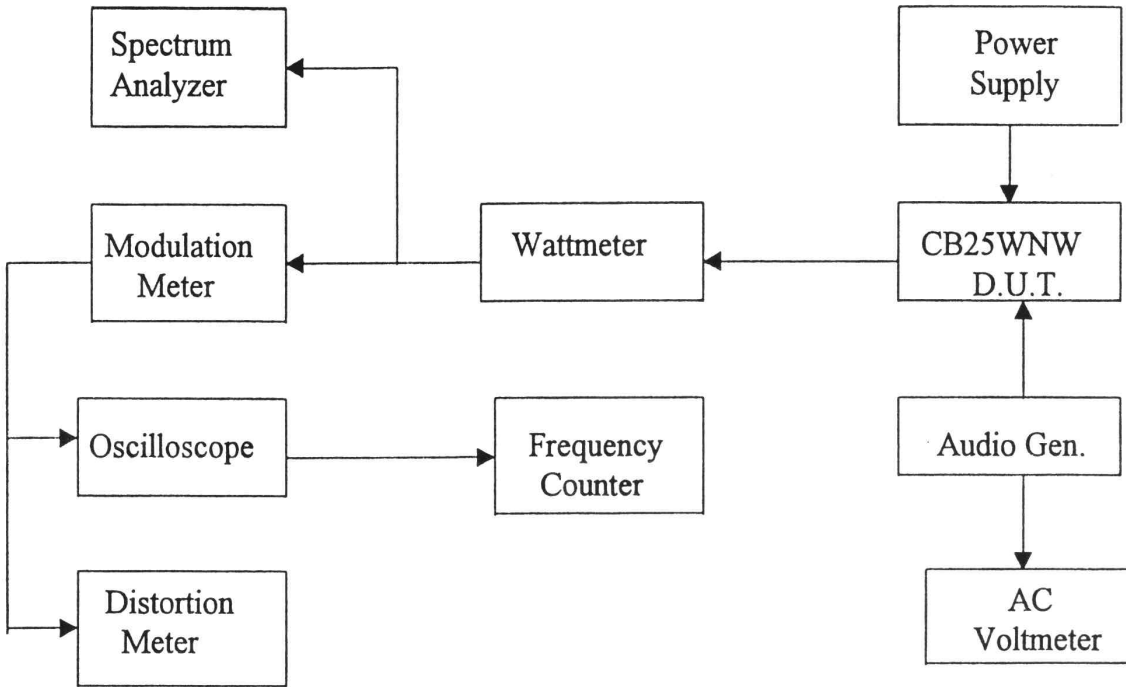 Spectrum
Analyzer
Power
Supply
Modulation
Meter
Wattmeter
CB25WNW
D.U.T.
Oscilloscope
Frequency
Counter
Audio Gen.
Distortion
Meter
AC
Voltmeter